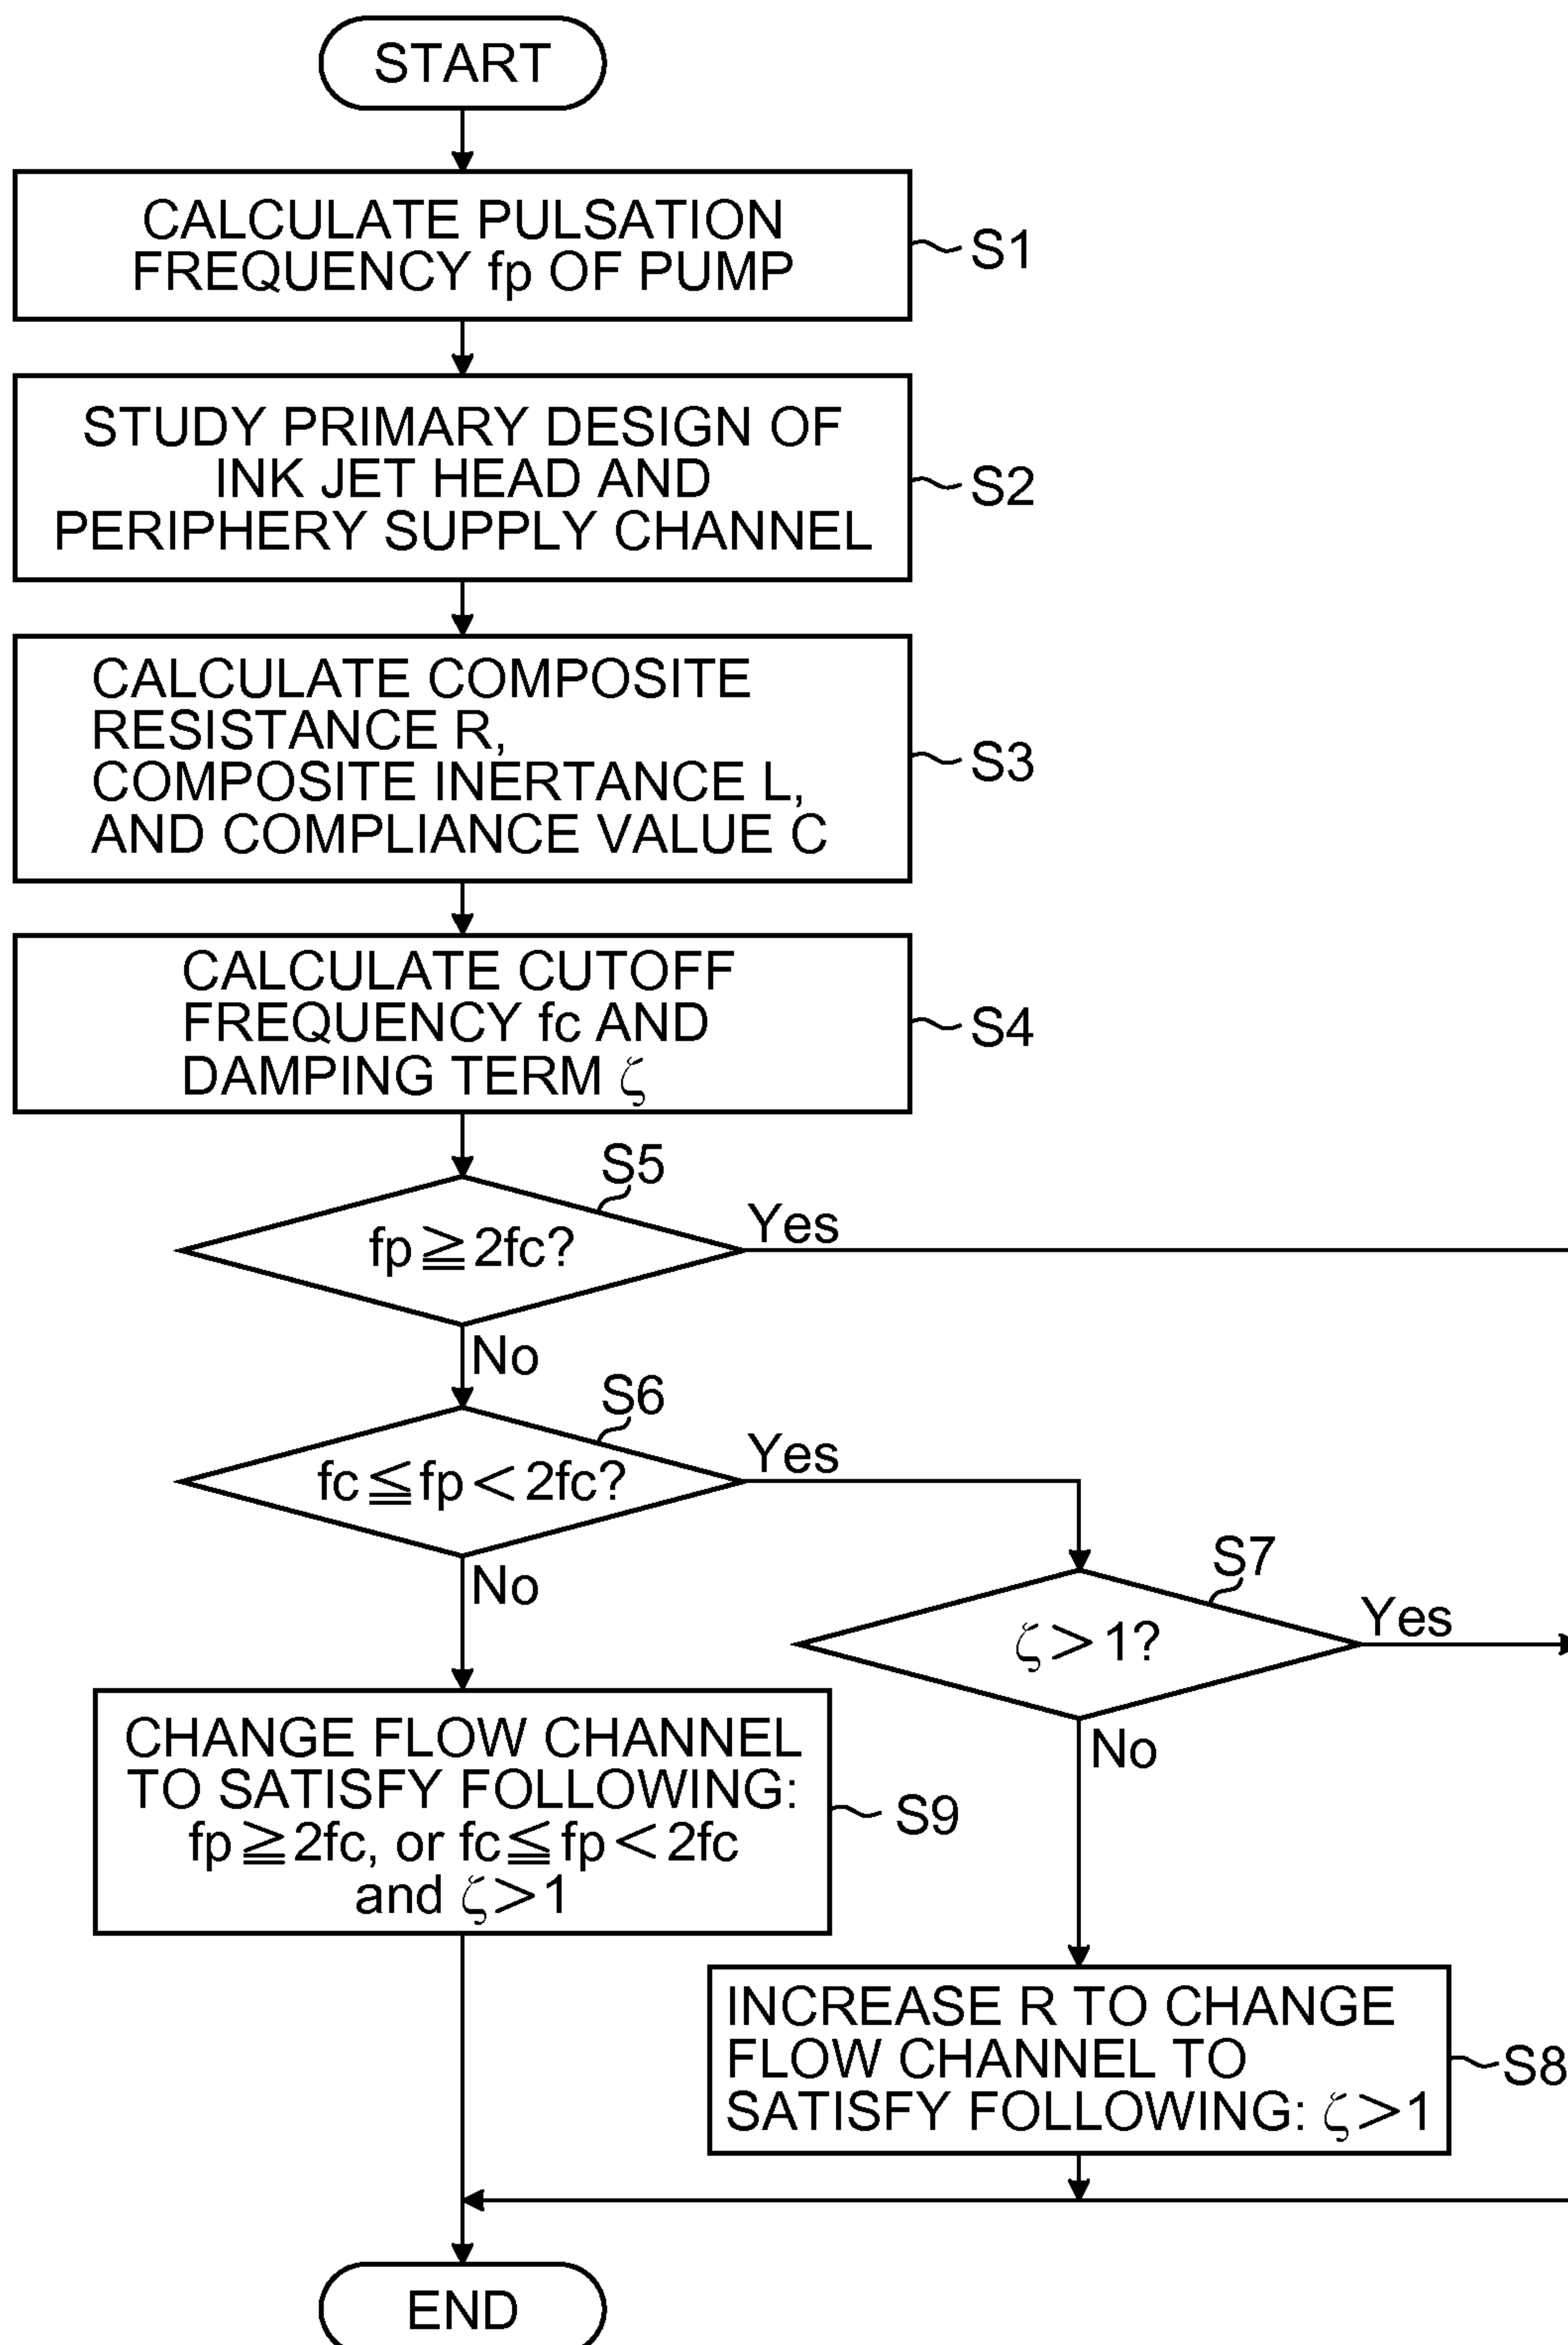 START
CALCULATE PULSATION
FREQUENCY fp OF PUMP
S1
STUDY PRIMARY DESIGN OF
INK JET HEAD AND
PERIPHERY SUPPLY CHANNEL
S2
CALCULATE COMPOSITE
RESISTANCE R,
COMPOSITE INERTANCE L,
AND COMPLIANCE VALUE C
S3
CALCULATE CUTOFF
FREQUENCY fc AND
DAMPING TERM ζ
S4
S5
fp≧2fc?
Yes
No
S6
fc≦fp<2fc?
Yes
No
S7
ζ>1?
Yes
No
CHANGE FLOW CHANNEL
TO SATISFY FOLLOWING:
fp≧2fc, or fc≦fp<2fc
and ζ>1
S9
INCREASE R TO CHANGE
FLOW CHANNEL TO
SATISFY FOLLOWING: ζ>1
S8
END